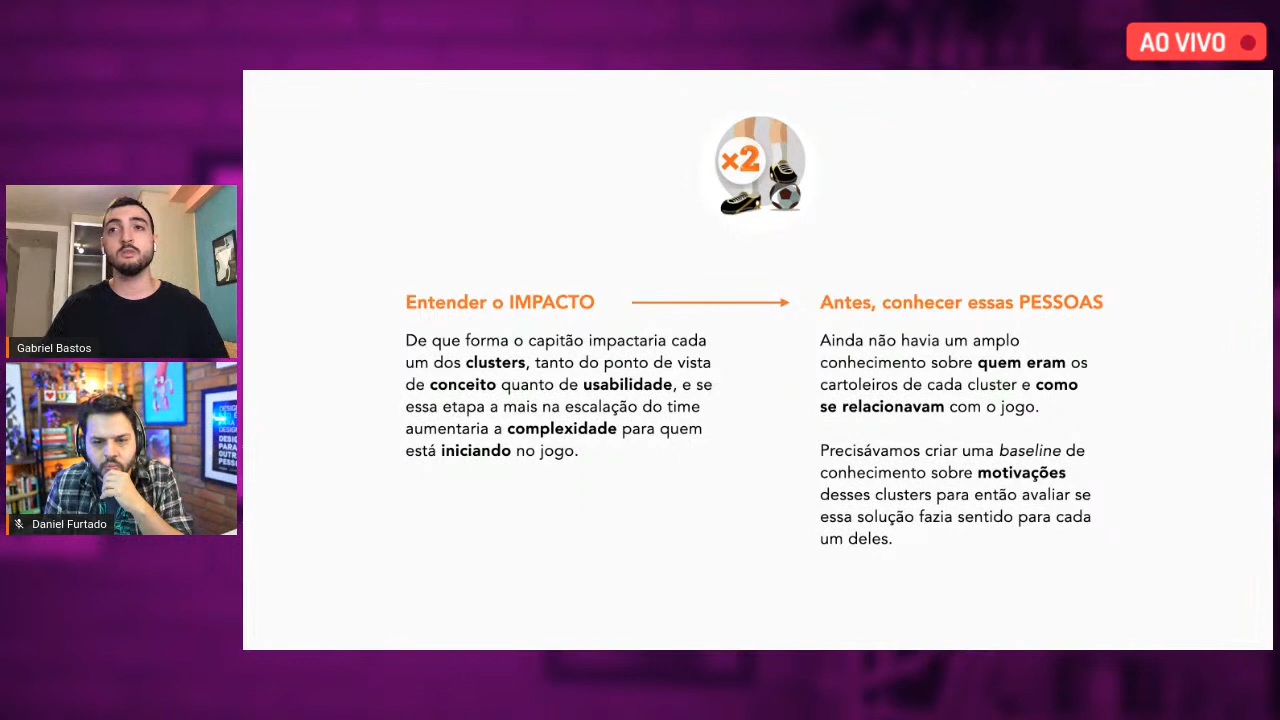 AO VIVO
×2
Entender o IMPACTO
Antes, conhecer essas PESSOAS
De que forma o capitão impactaria cada
um dos clusters, tanto do ponto de vista
de conceito quanto de usabilidade, e se
essa etapa a mais na escalação do time
aumentaria a complexidade para quem
está iniciando no jogo.
Ainda não havia um amplo
conhecimento sobre quem eram os
cartoleiros de cada cluster e como
se relacionavam com o jogo.
Precisávamos criar uma baseline de
conhecimento sobre motivações
desses clusters para então avaliar se
essa solução fazia sentido para cada
um deles.
Gabriel Bastos
Daniel Furtado